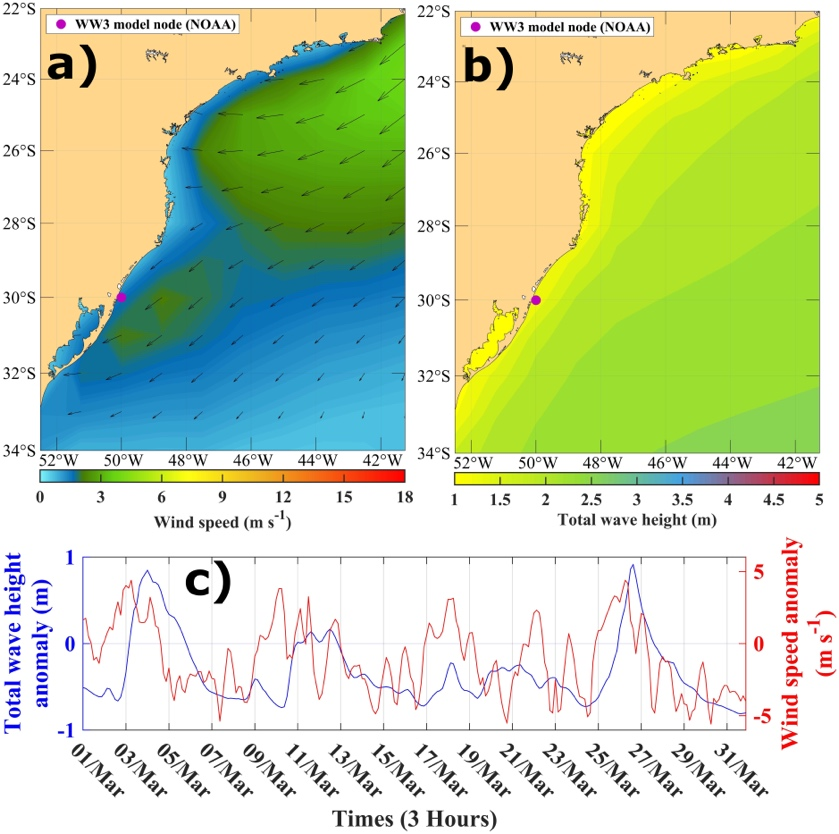 WW3 model node (NOAA)
a)
22°S
24°S
26°S
28°S
30°S
32°S
34°S
52°W 50°W 48°W 46°W 44°W 42°W
0 3 6 9 12 15 18
Wind speed (m s-1)
WW3 model node (NOAA)
b)
22°S
24°S
26°S
28°S
30°S
32°S
34°S
52°W 50°W 48°W 46°W 44°W 42°W
1 1.5 2 2.5 3 3.5 4 4.5 5
Total wave height (m)
c)
Total wave height
anomaly (m)
1
0
-1
5
0
-5
Wind speed anomaly
(m s-1)
01/Mar 03/Mar 05/Mar 07/Mar 09/Mar 11/Mar 13/Mar 15/Mar 17/Mar 19/Mar 21/Mar 23/Mar 25/Mar 27/Mar 29/Mar 31/Mar
Times (3 Hours)